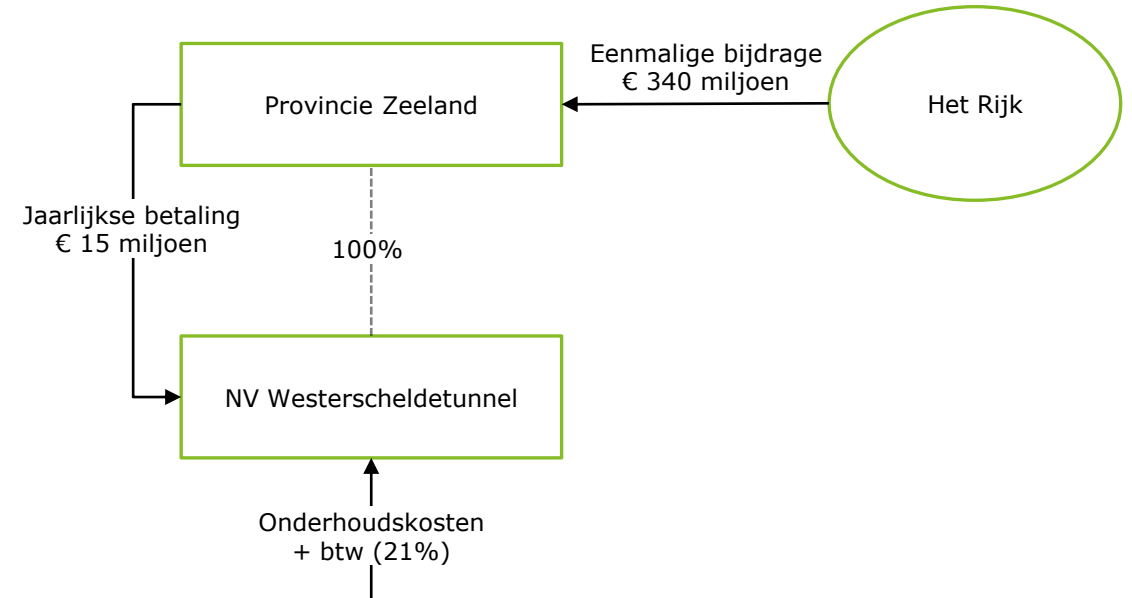 Eenmalige bijdrage
€ 340 miljoen
Provincie Zeeland
Het Rijk
Jaarlijkse betaling
€ 15 miljoen
100%
NV Westerscheldetunnel
Onderhoudskosten
+ btw (21%)